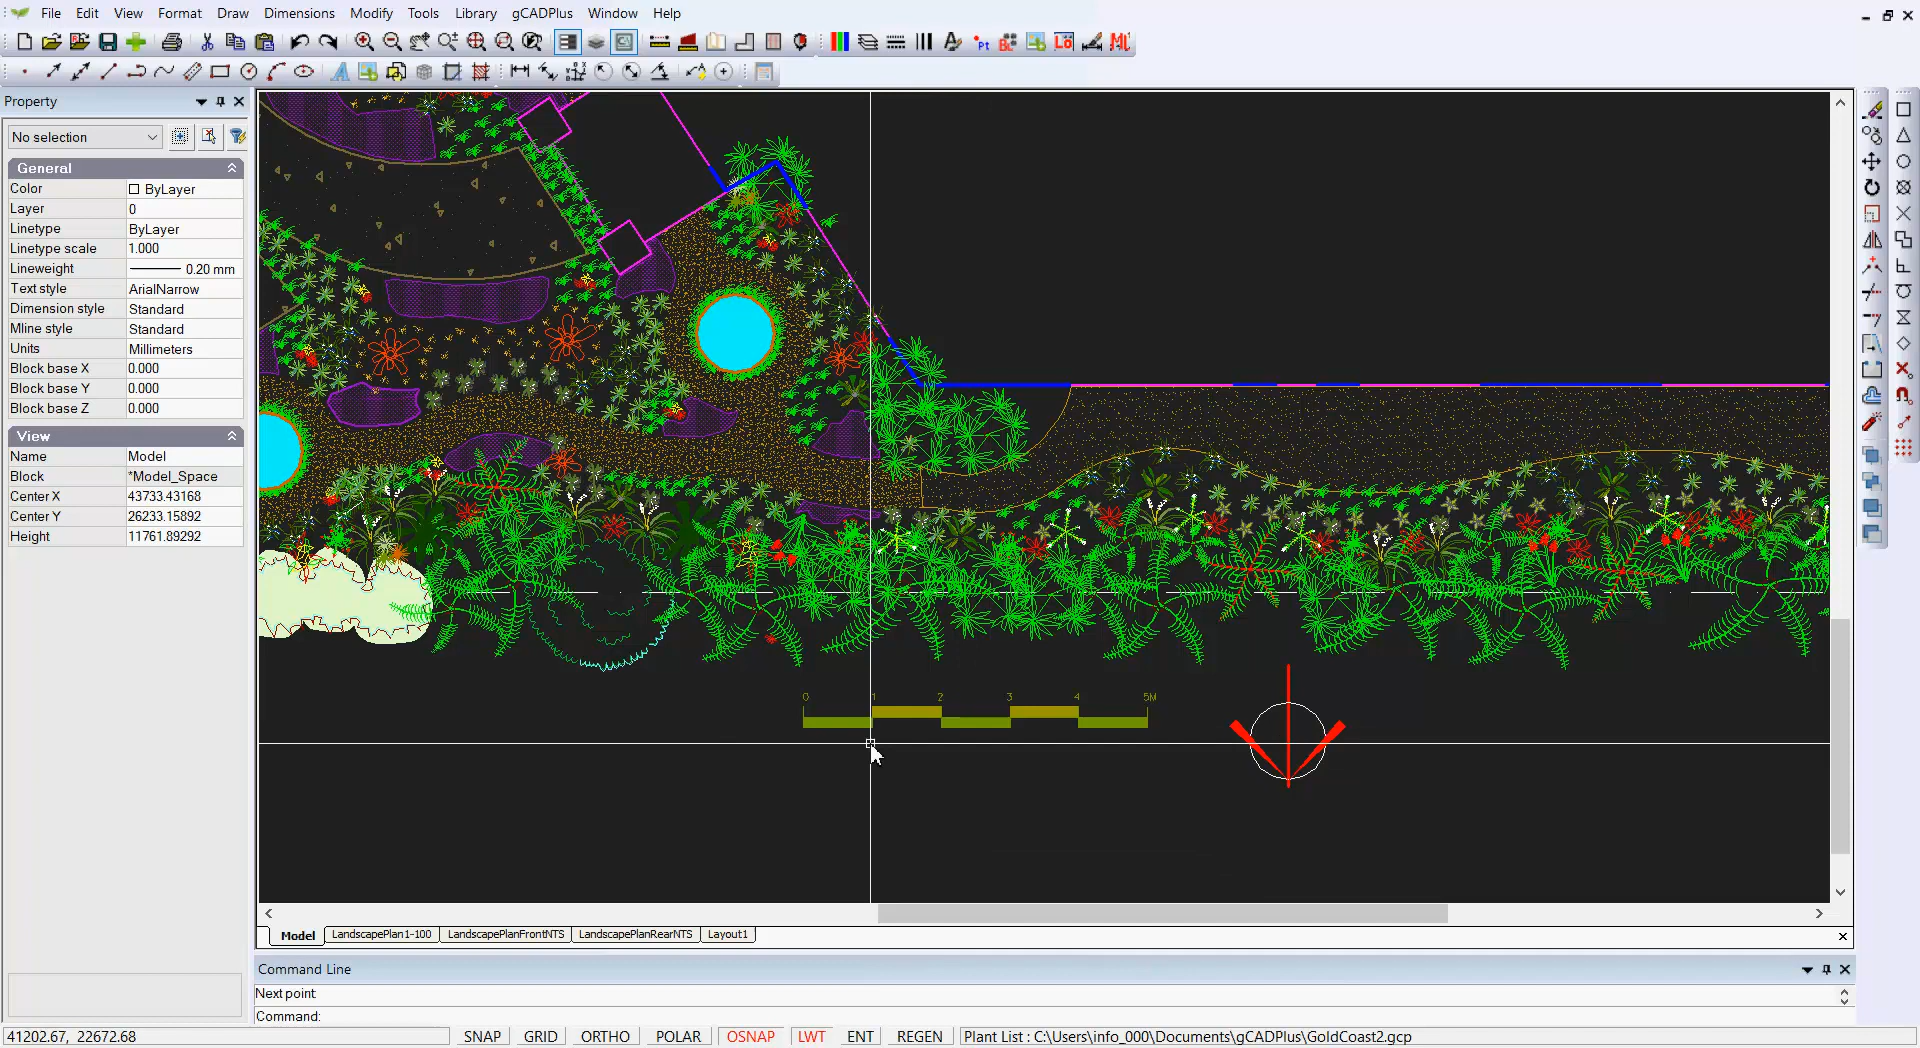 File Edit View Format Draw Dimensions Modify Tools Library gCADPlus Window Help
Pt Lö
Property
No selection
General
Color ByLayer
Layer 0
Linetype ByLayer
Linetype scale 1.000
Lineweight 0.20 mm
Text style ArialNarrow
Dimension style Standard
Mline style Standard
Units Millimeters
Block base X 0.000
Block base Y 0.000
Block base Z 0.000
View
Name Model
Block *Model_Space
Center X 43733.43168
Center Y 26233.15892
Height 11761.89292
0 1 2 3 4 5M
Model LandscapePlan1-100 LandscapePlanFrontNTS LandscapePlanRearNTS Layout1
Command Line
Next point
Command:
41202.67, 22672.68 SNAP GRID ORTHO POLAR OSNAP LWT ENT REGEN Plant List : C:\Users\info_000\Documents\gCADPlus\GoldCoast2.gcp